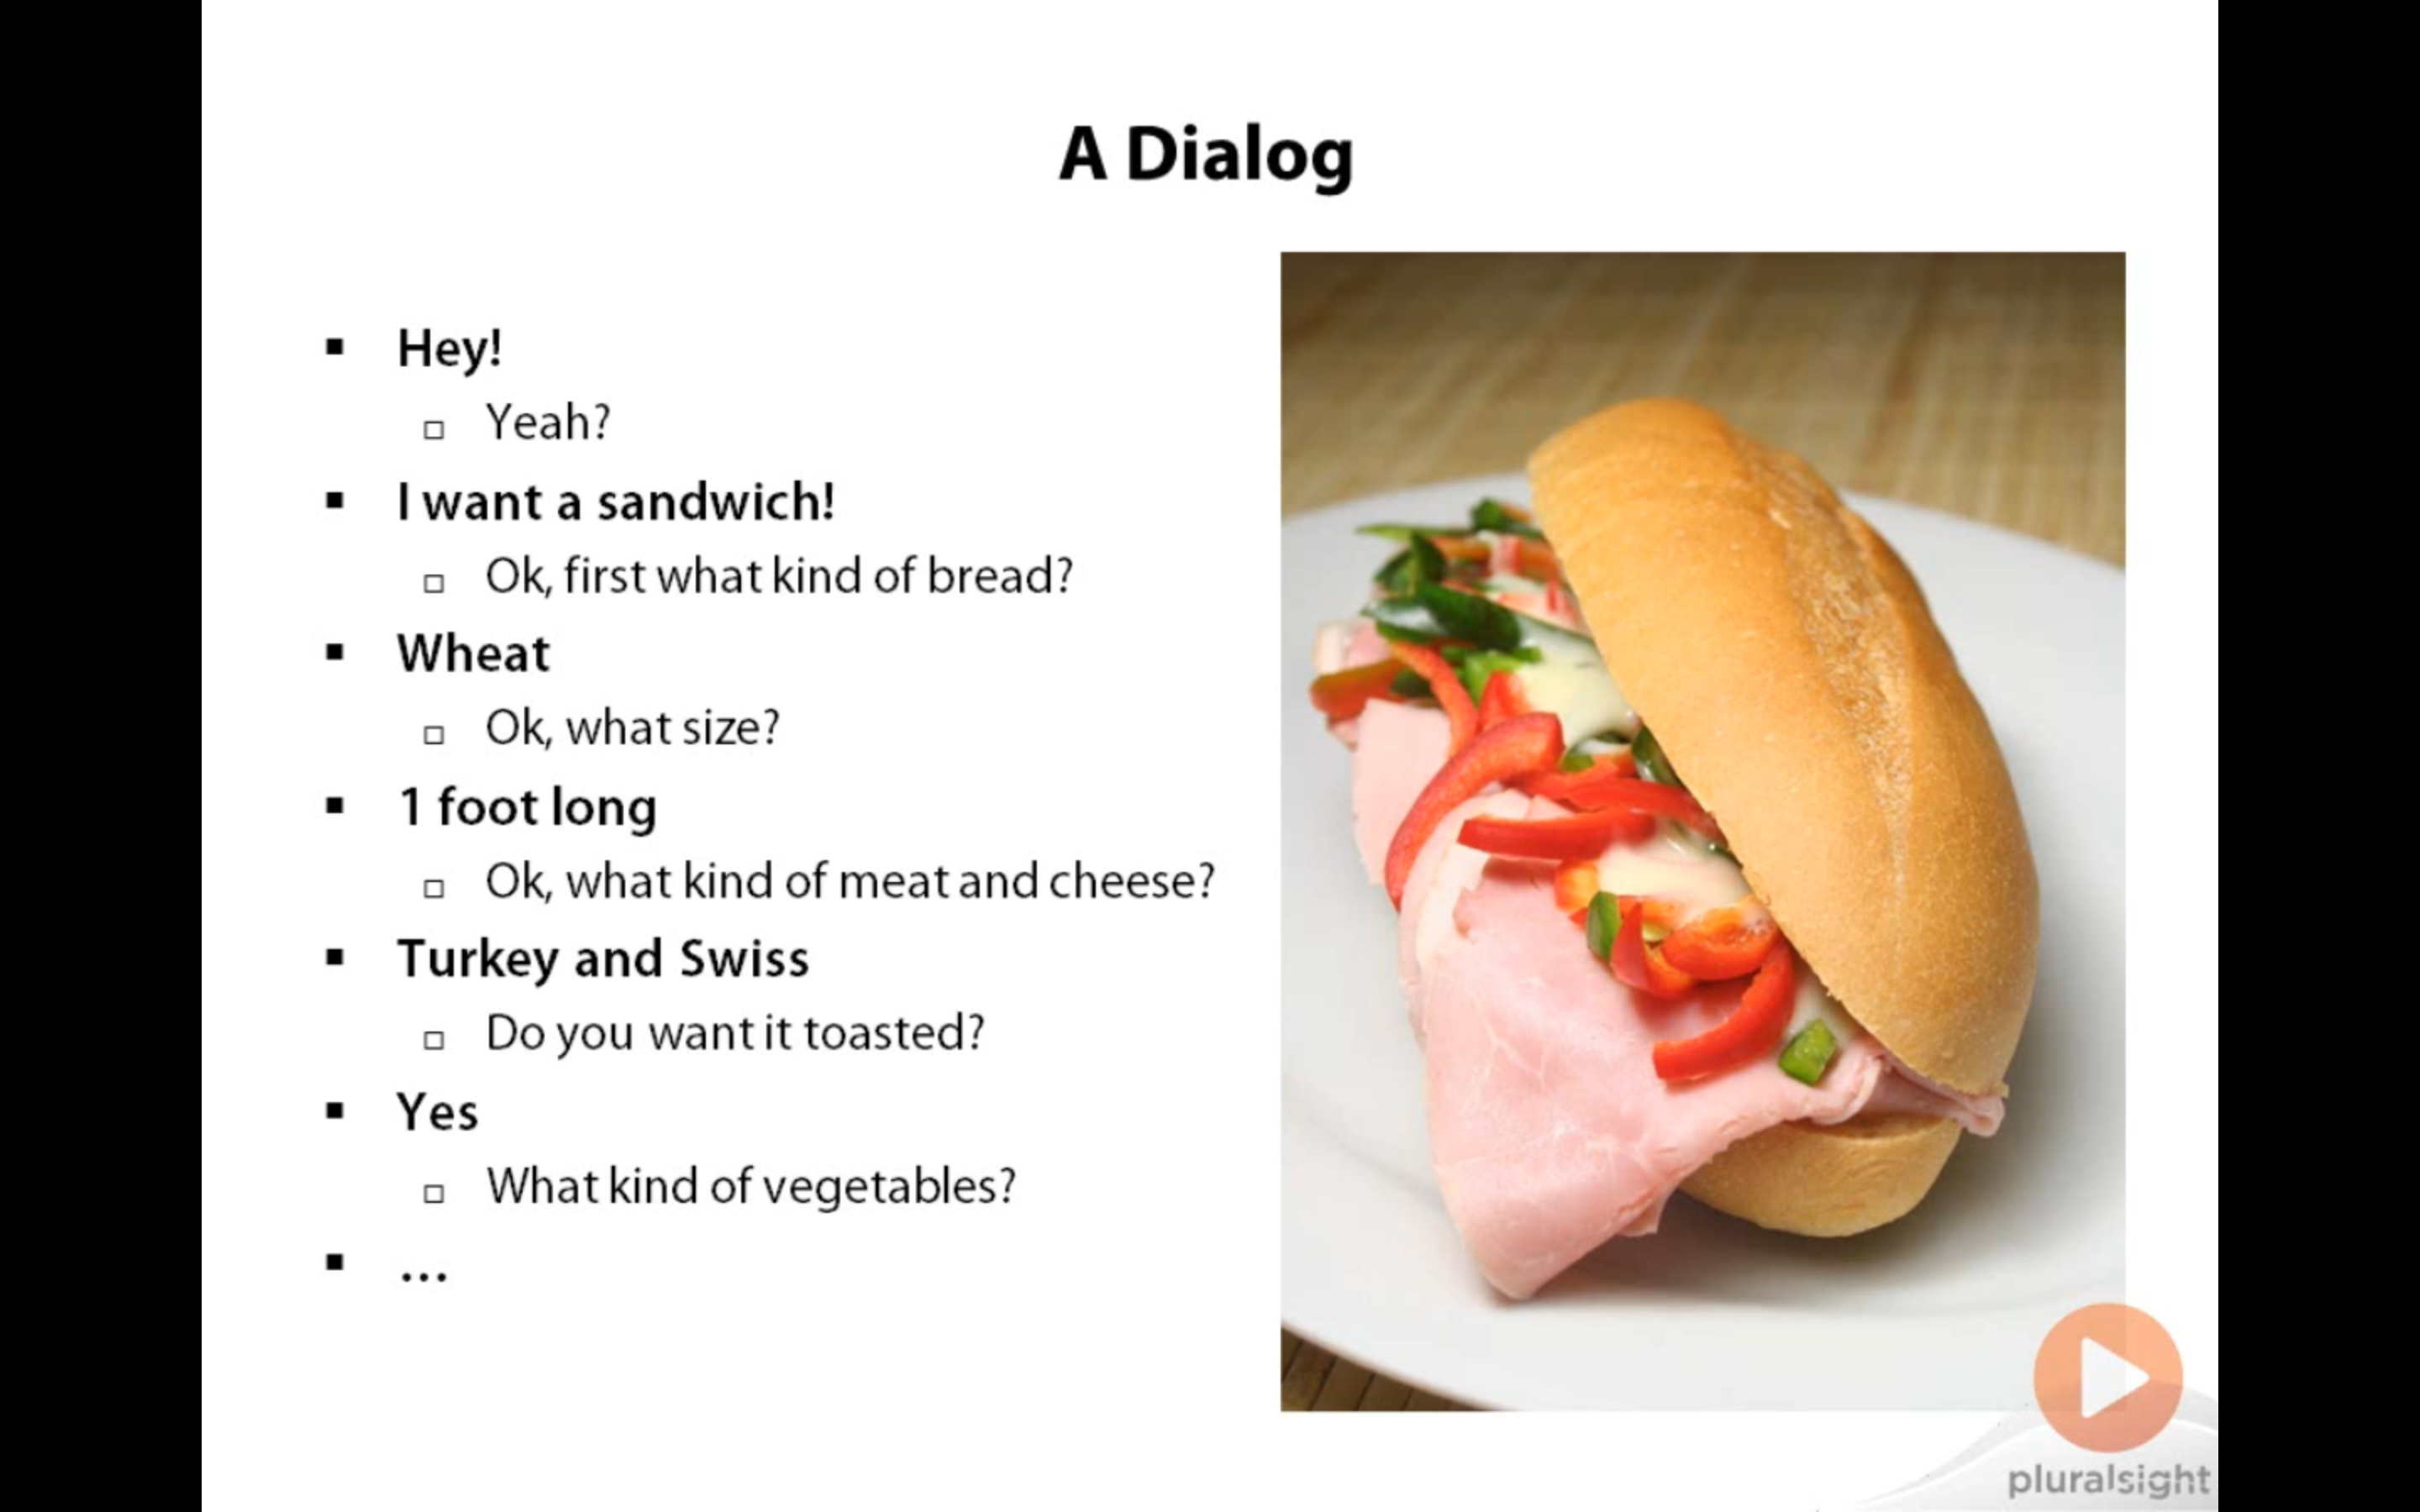 A Dialog
Hey!
Yeah?
I want a sandwich!
Ok, first what kind of bread?
Wheat
Ok, what size?
1 foot long
Ok, what kind of meat and cheese?
Turkey and Swiss
Do you want it toasted?
Yes
What kind of vegetables?
...
pluralsight